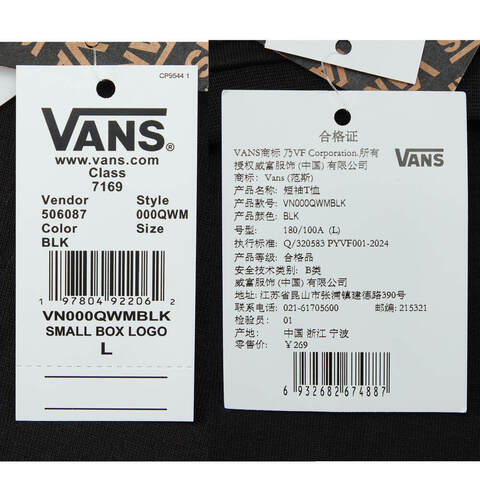 CP9544 1
VANS®
www.vans.com
Class
7169
Vendor Style
506087 000QWM
Color Size
BLK
1 97804 92206 2
VN000QWMBLK
SMALL BOX LOGO
L
合格证
VANS商标 乃VF Corporation.所有
授权威富服饰(中国)有限公司
商标: Vans (范斯)
产品名称: 短袖T恤
产品款号: VN000QWMBLK
产品颜色: BLK
号型: 180/100A (L)
执行标准: Q/320583 PYVF001-2024
产品等级: 合格品
安全技术类别: B类
威富服饰(中国)有限公司
地址:江苏省昆山市张浦镇建德路390号
联系电话: 021-61705600 邮编: 215321
检验员: 01
产地: 中国 浙江 宁波
零售价: ¥269
6 932682 674887